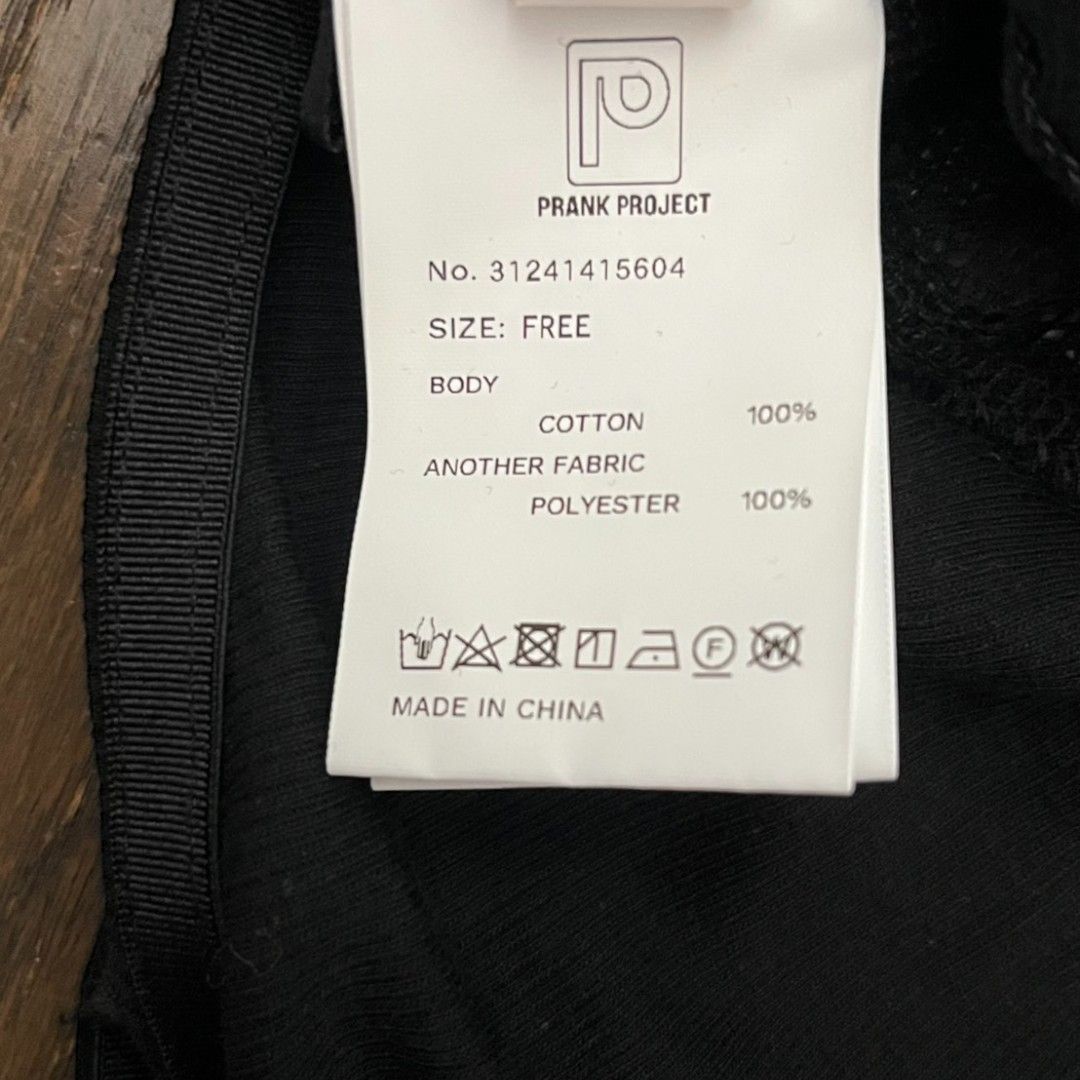 PRANK PROJECT
No. 31241415604
SIZE: FREE
BODY
COTTON 100%
ANOTHER FABRIC
POLYESTER 100%
F W
MADE IN CHINA